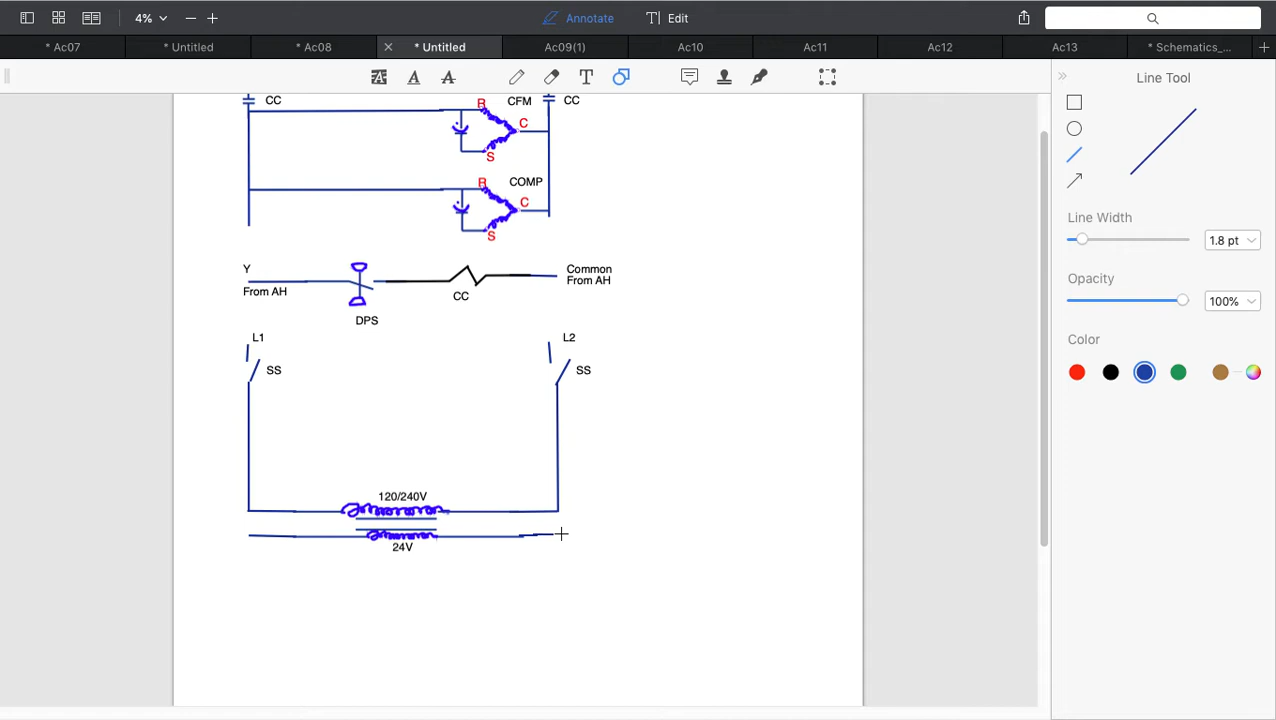 4%
Annotate
Edit
* Ac07
* Untitled
* Ac08
* Untitled
Ac09(1)
Ac10
Ac11
Ac12
Ac13
* Schematics_...
A A A T
Line Tool
CC
R
CFM
CC
C
S
R
COMP
C
S
Line Width
1.8 pt
Y
Common
From AH
From AH
CC
DPS
Opacity
100%
L1
L2
Color
SS
SS
120/240V
24V